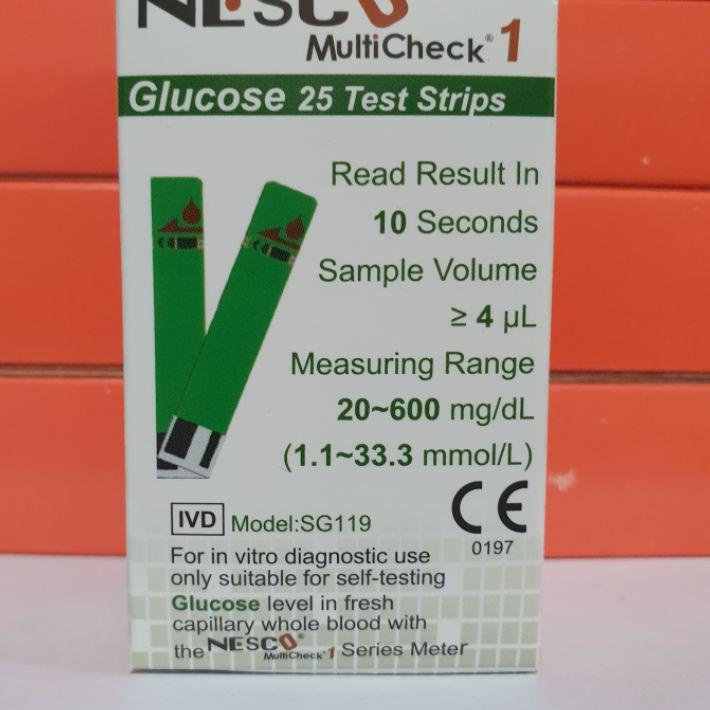 NESCO
MultiCheck® 1
Glucose 25 Test Strips
Read Result In
10 Seconds
Sample Volume
≥ 4 µL
Measuring Range
20~600 mg/dL
(1.1~33.3 mmol/L)
IVD Model:SG119
CE
0197
For in vitro diagnostic use
only suitable for self-testing
Glucose level in fresh
capillary whole blood with
the NESCO® MultiCheck® 1 Series Meter